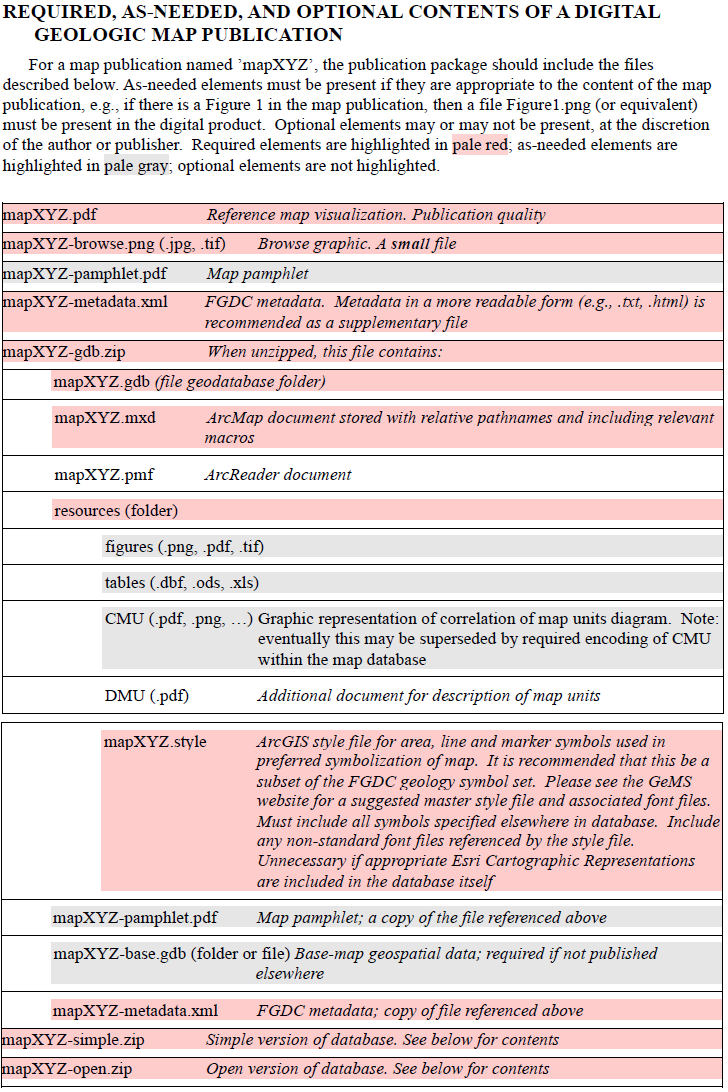 REQUIRED, AS-NEEDED, AND OPTIONAL CONTENTS OF A DIGITAL
GEOLOGIC MAP PUBLICATION
For a map publication named ’mapXYZ’, the publication package should include the files
described below. As-needed elements must be present if they are appropriate to the content of the map
publication, e.g., if there is a Figure 1 in the map publication, then a file Figure1.png (or equivalent)
must be present in the digital product.  Optional elements may or may not be present, at the discretion
of the author or publisher.  Required elements are highlighted in pale red; as-needed elements are
highlighted in pale gray; optional elements are not highlighted.
mapXYZ.pdf Reference map visualization. Publication quality
mapXYZ-browse.png (.jpg, .tif) Browse graphic. A small file
mapXYZ-pamphlet.pdf Map pamphlet
mapXYZ-metadata.xml FGDC metadata.  Metadata in a more readable form (e.g., .txt, .html) is
recommended as a supplementary file
mapXYZ-gdb.zip When unzipped, this file contains:
mapXYZ.gdb (file geodatabase folder)
mapXYZ.mxd ArcMap document stored with relative pathnames and including relevant
macros
mapXYZ.pmf ArcReader document
resources (folder)
figures (.png, .pdf, .tif)
tables (.dbf, .ods, .xls)
CMU (.pdf, .png, …) Graphic representation of correlation of map units diagram.  Note:
eventually this may be superseded by required encoding of CMU
within the map database
DMU (.pdf) Additional document for description of map units
mapXYZ.style ArcGIS style file for area, line and marker symbols used in
preferred symbolization of map.  It is recommended that this be a
subset of the FGDC geology symbol set.  Please see the GeMS
website for a suggested master style file and associated font files.
Must include all symbols specified elsewhere in database.  Include
any non-standard font files referenced by the style file.
Unnecessary if appropriate Esri Cartographic Representations
are included in the database itself
mapXYZ-pamphlet.pdf Map pamphlet; a copy of the file referenced above
mapXYZ-base.gdb (folder or file) Base-map geospatial data; required if not published
elsewhere
mapXYZ-metadata.xml FGDC metadata; copy of file referenced above
mapXYZ-simple.zip Simple version of database. See below for contents
mapXYZ-open.zip Open version of database. See below for contents